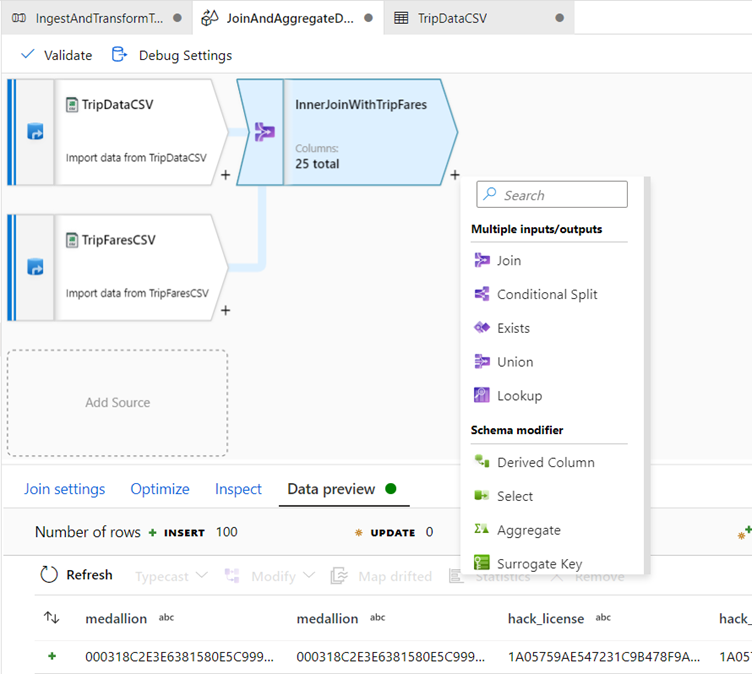 IngestAndTransformT...
JoinAndAggregateD...
TripDataCSV
Validate
Debug Settings
TripDataCSV
Import data from TripDataCSV
+
InnerJoinWithTripFares
Columns:
25 total
+
TripFaresCSV
Import data from TripFaresCSV
+
Add Source
Search
Multiple inputs/outputs
Join
Conditional Split
Exists
Union
Lookup
Schema modifier
Derived Column
Select
Aggregate
Surrogate Key
Join settings Optimize Inspect Data preview
Number of rows + INSERT 100 UPDATE 0
Refresh Typecast Modify Map drifted Statistics Remove
medallion abc medallion abc hack_license abc hack_
+ 000318C2E3E6381580E5C999... 000318C2E3E6381580E5C999... 1A05759AE547231C9B478F9A... 1A057